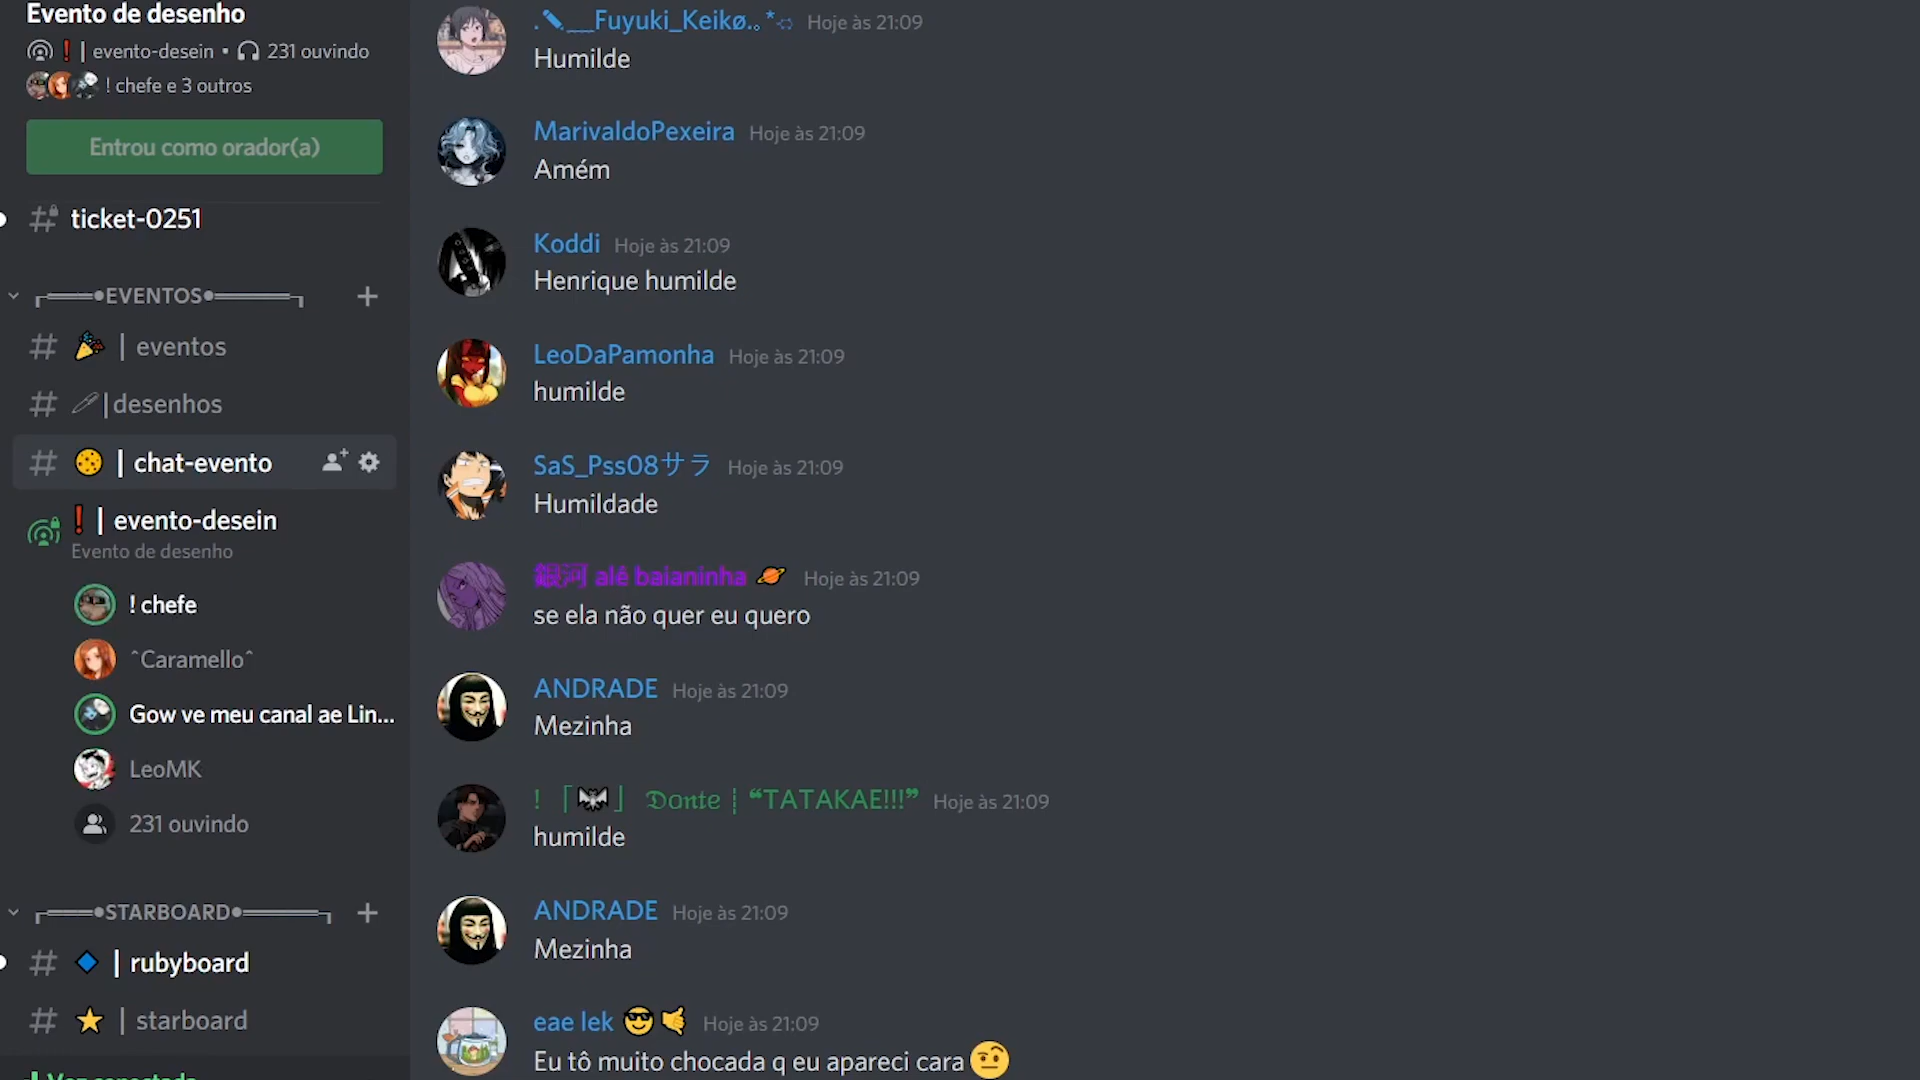 Evento de desenho
❗ | evento-desein • 231 ouvindo
! chefe e 3 outros
Entrou como orador(a)
ticket-0251
╭═══●EVENTOS●═════╮
🎉 | eventos
🖊|desenhos
🍪 | chat-evento
❗ | evento-desein
Evento de desenho
! chefe
^Caramello^
Gow ve meu canal ae Lin...
LeoMK
231 ouvindo
╭═══●STARBOARD●═════╮
🔷 | rubyboard
⭐ | starboard
Voz conectada
.✎﹏Fuyuki_Keikø.｡*♡ Hoje às 21:09
Humilde
MarivaldoPexeira Hoje às 21:09
Amém
Koddi Hoje às 21:09
Henrique humilde
LeoDaPamonha Hoje às 21:09
humilde
SaS_Pss08サラ Hoje às 21:09
Humildade
銀河 alê baianinha 🪐 Hoje às 21:09
se ela não quer eu quero
ANDRADE Hoje às 21:09
Mezinha
! 「🦇」 𝔇𝔞𝔫𝔱𝔢 ┊ “TATAKAE!!!” Hoje às 21:09
humilde
ANDRADE Hoje às 21:09
Mezinha
eae lek 😎🤙 Hoje às 21:09
Eu tô muito chocada q eu apareci cara 🤨